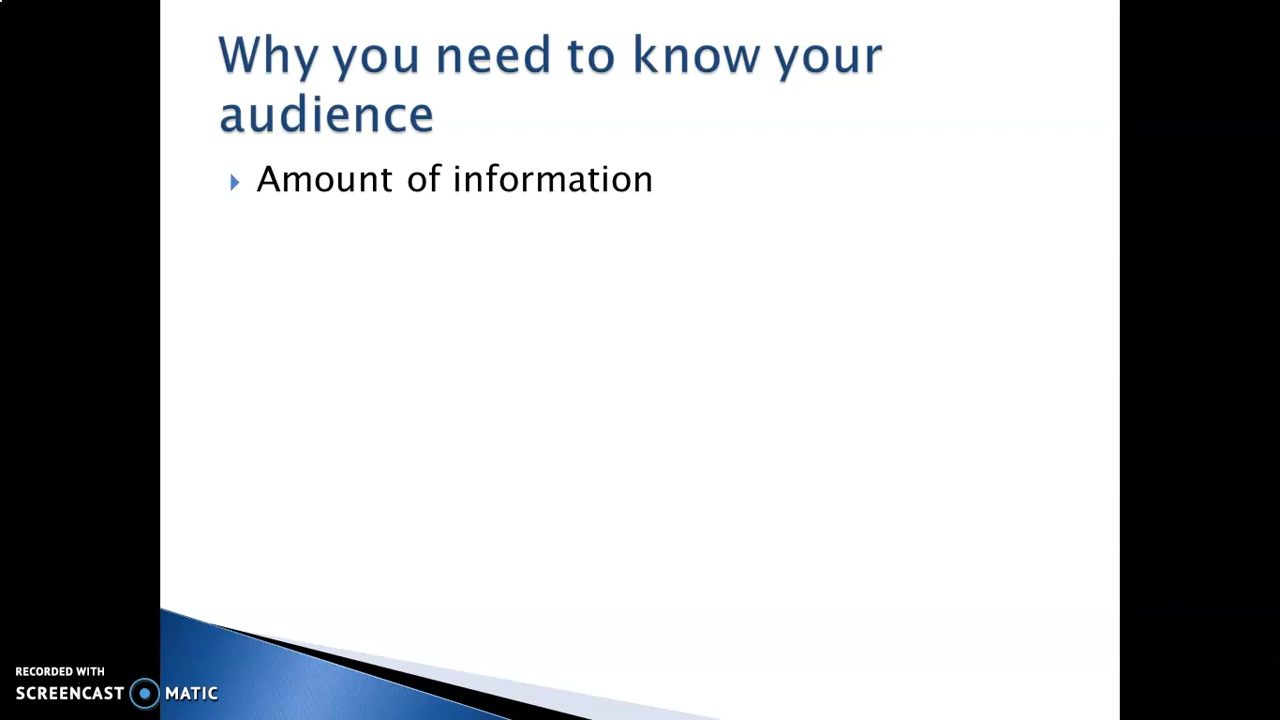 Why you need to know your
audience
Amount of information
RECORDED WITH
SCREENCAST MATIC